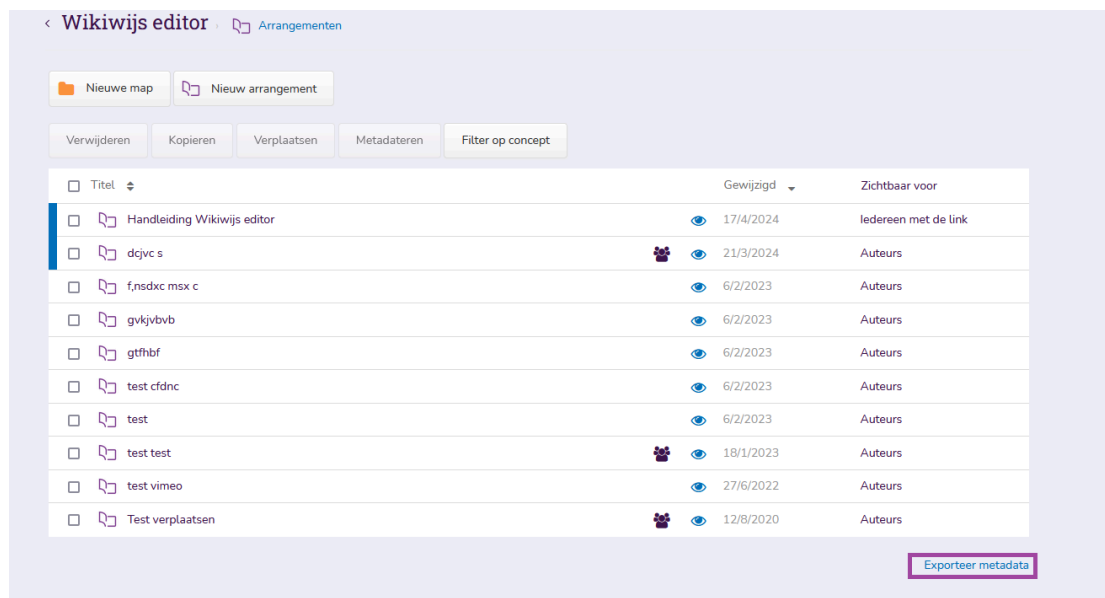 ‹ Wikiwijs editor › Arrangementen
Nieuwe map Nieuw arrangement
Verwijderen Kopieren Verplaatsen Metadateren Filter op concept
Titel Gewijzigd Zichtbaar voor
Handleiding Wikiwijs editor 17/4/2024 Iedereen met de link
dcjvc s 21/3/2024 Auteurs
f,nsdxc msx c 6/2/2023 Auteurs
gvkjvbvb 6/2/2023 Auteurs
gtfhbf 6/2/2023 Auteurs
test cfdnc 6/2/2023 Auteurs
test 6/2/2023 Auteurs
test test 18/1/2023 Auteurs
test vimeo 27/6/2022 Auteurs
Test verplaatsen 12/8/2020 Auteurs
Exporteer metadata